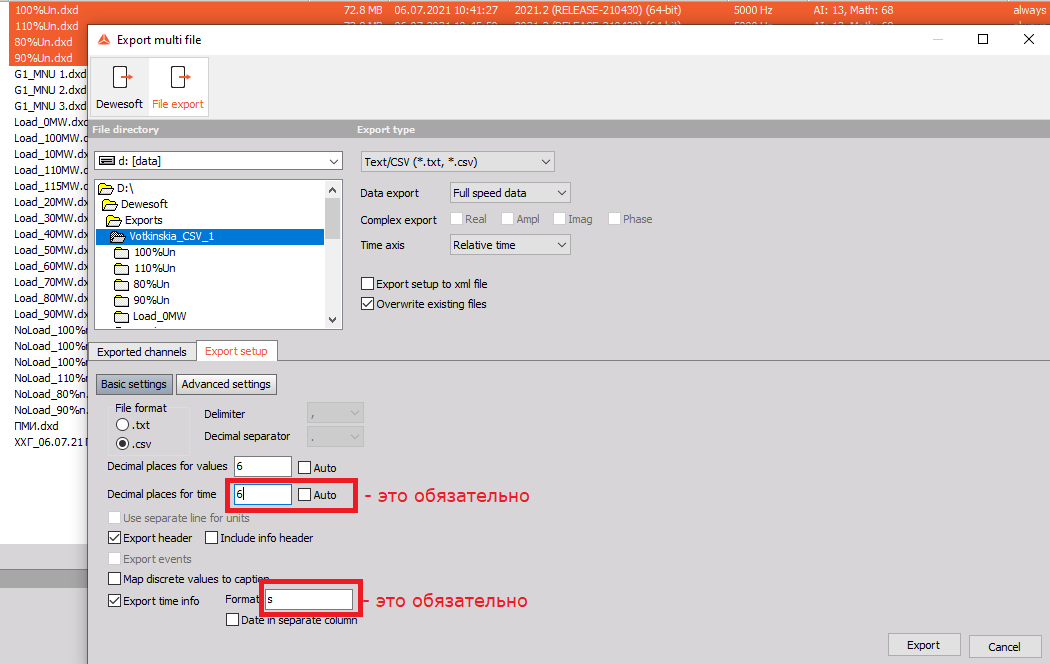 100%Un.dxd 72.8 MB 06.07.2021 10:41:27 2021.2 (RELEASE-210430) (64-bit) 5000 Hz AI: 13, Math: 68 always
110%Un.dxd
80%Un.dxd
90%Un.dxd
G1_MNU 1.dxd
G1_MNU 2.dxd
G1_MNU 3.dxd
Load_0MW.dxd
Load_100MW.d
Load_10MW.dx
Load_110MW.d
Load_115MW.d
Load_20MW.dx
Load_30MW.dx
Load_40MW.dx
Load_50MW.dx
Load_60MW.dx
Load_70MW.dx
Load_80MW.dx
Load_90MW.dx
NoLoad_100%
NoLoad_100%
NoLoad_100%
NoLoad_110%
NoLoad_80%n.
NoLoad_90%n.
ПМИ.dxd
ХХГ_06.07.21
Export multi file
Dewesoft File export
File directory Export type
d: [data] Text/CSV (*.txt, *.csv)
D:\
Dewesoft
Exports
Votkinskia_CSV_1
100%Un
110%Un
80%Un
90%Un
Load_0MW
Data export Full speed data
Complex export Real Ampl Imag Phase
Time axis Relative time
Export setup to xml file
Overwrite existing files
Exported channels Export setup
Basic settings Advanced settings
File format
.txt
.csv
Delimiter ,
Decimal separator .
Decimal places for values 6 Auto
Decimal places for time 6 Auto - это обязательно
Use separate line for units
Export header Include info header
Export events
Map discrete values to caption
Export time info Format s - это обязательно
Date in separate column
Export Cancel